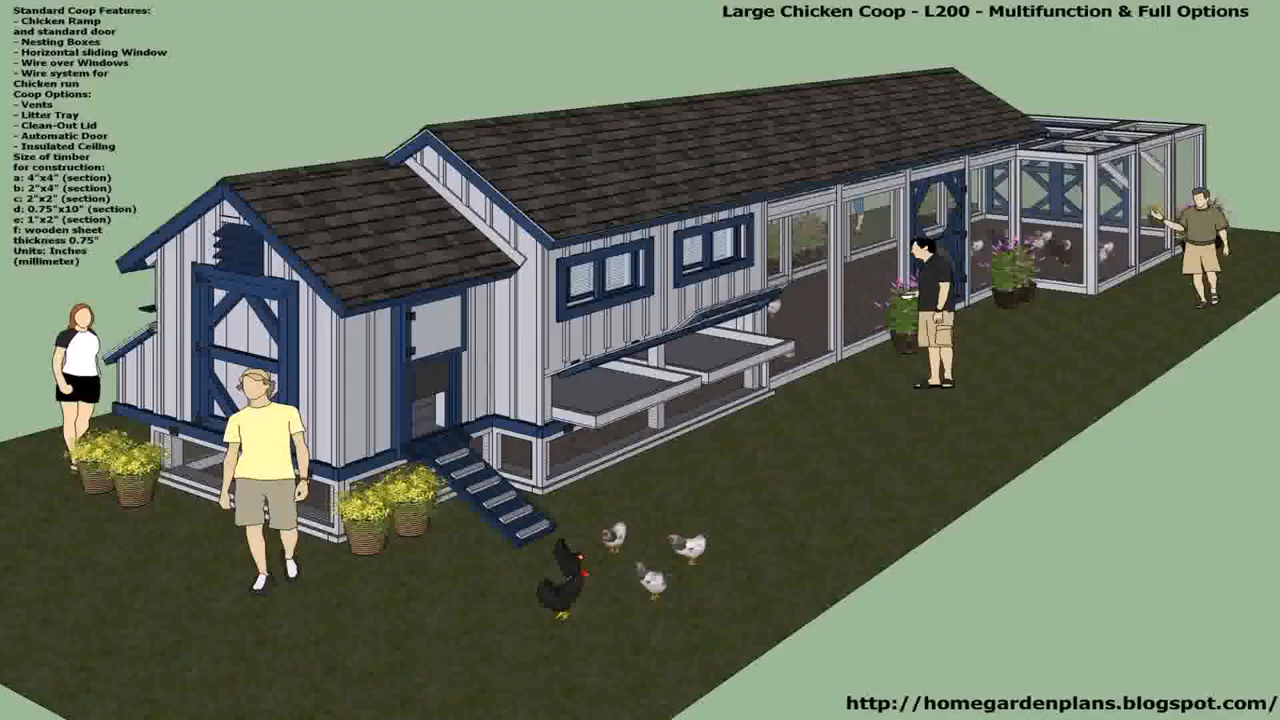 Standard Coop Features:
- Chicken Ramp
and standard door
- Nesting Boxes
- Horizontal sliding Window
- Wire over Windows
- Wire system for
Chicken run
Coop Options:
- Vents
- Litter Tray
- Clean-Out Lid
- Automatic Door
- Insulated Ceiling
Size of timber
for construction:
a: 4"x4" (section)
b: 2"x4" (section)
c: 2"x2" (section)
d: 0.75"x10" (section)
e: 1"x2" (section)
f: wooden sheet
thickness 0.75"
Units: Inches
(millimeter)
Large Chicken Coop - L200 - Multifunction & Full Options
http://homegardenplans.blogspot.com/